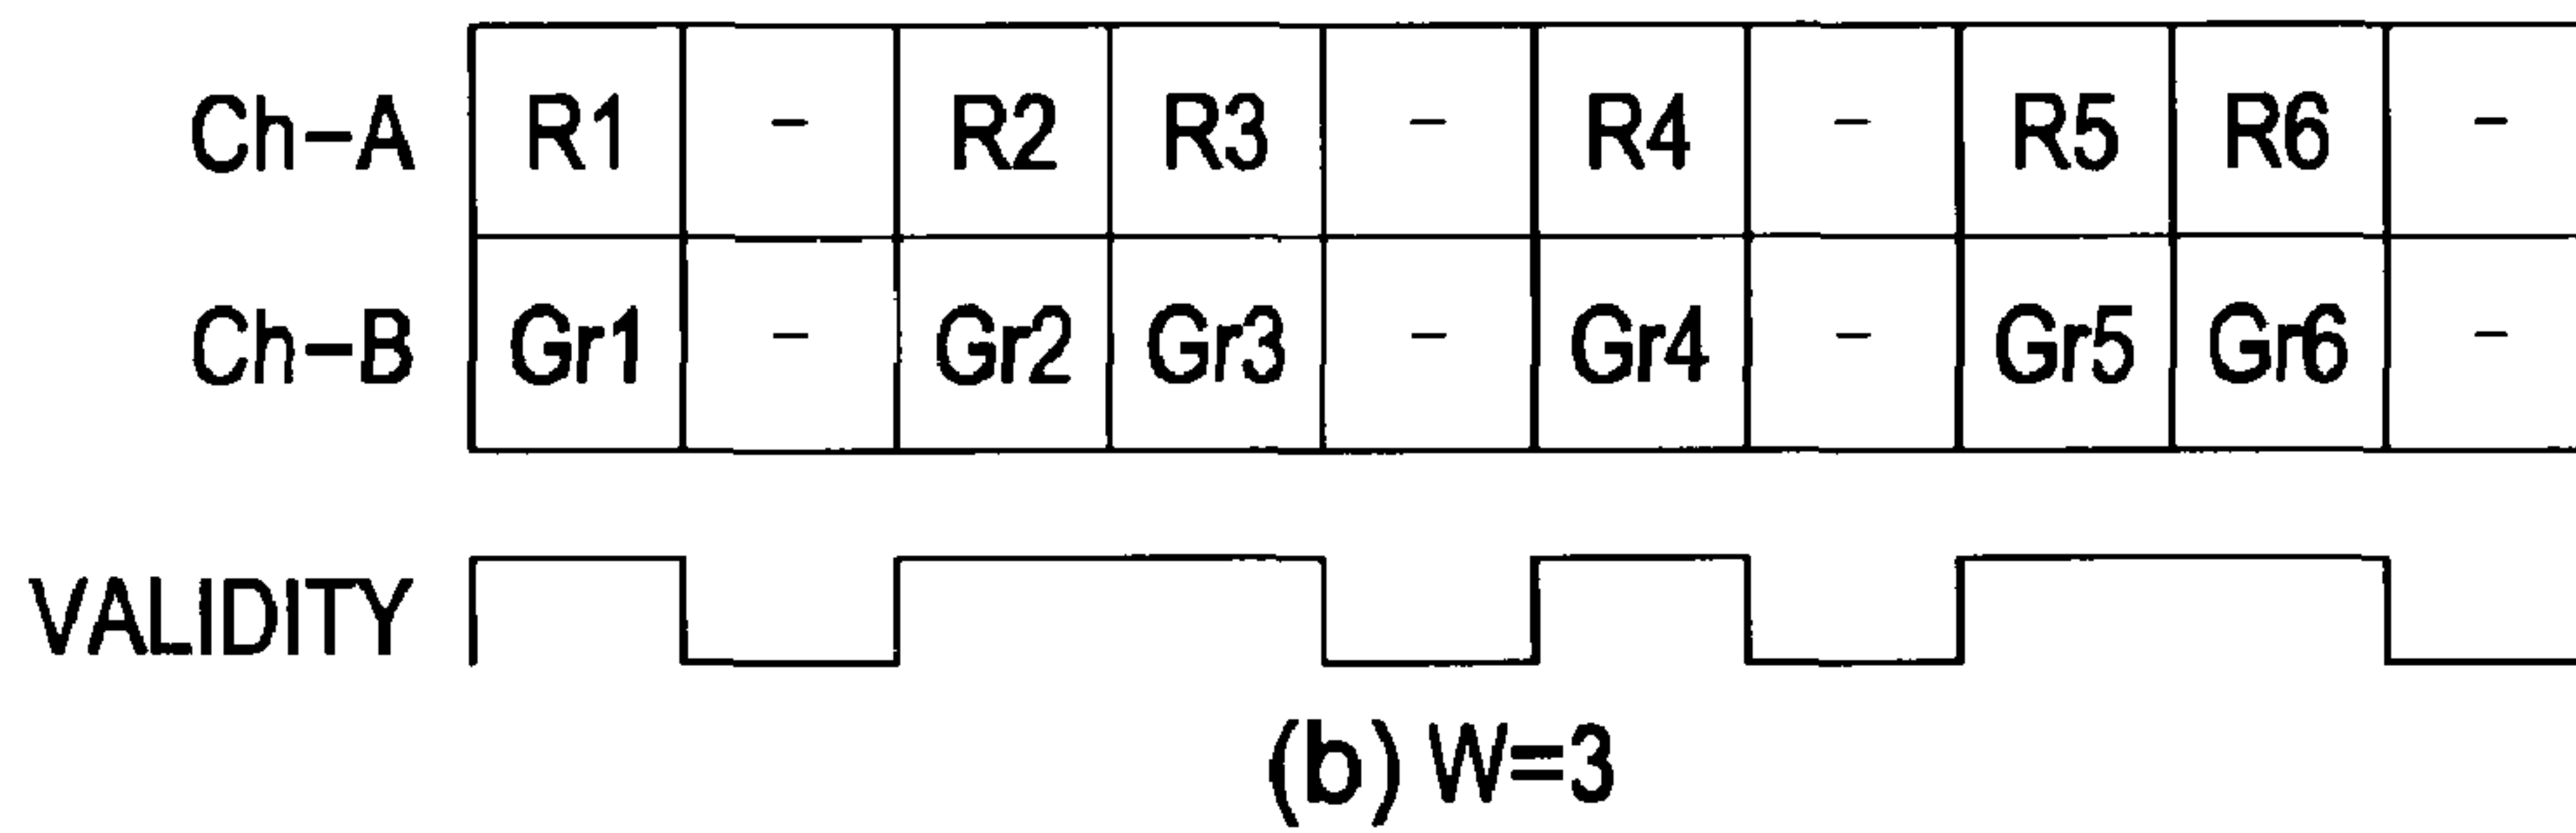 Ch-A R1 - R2 R3 - R4 - R5 R6 -
Ch-B Gr1 - Gr2 Gr3 - Gr4 - Gr5 Gr6 -
VALIDITY
(b) W=3